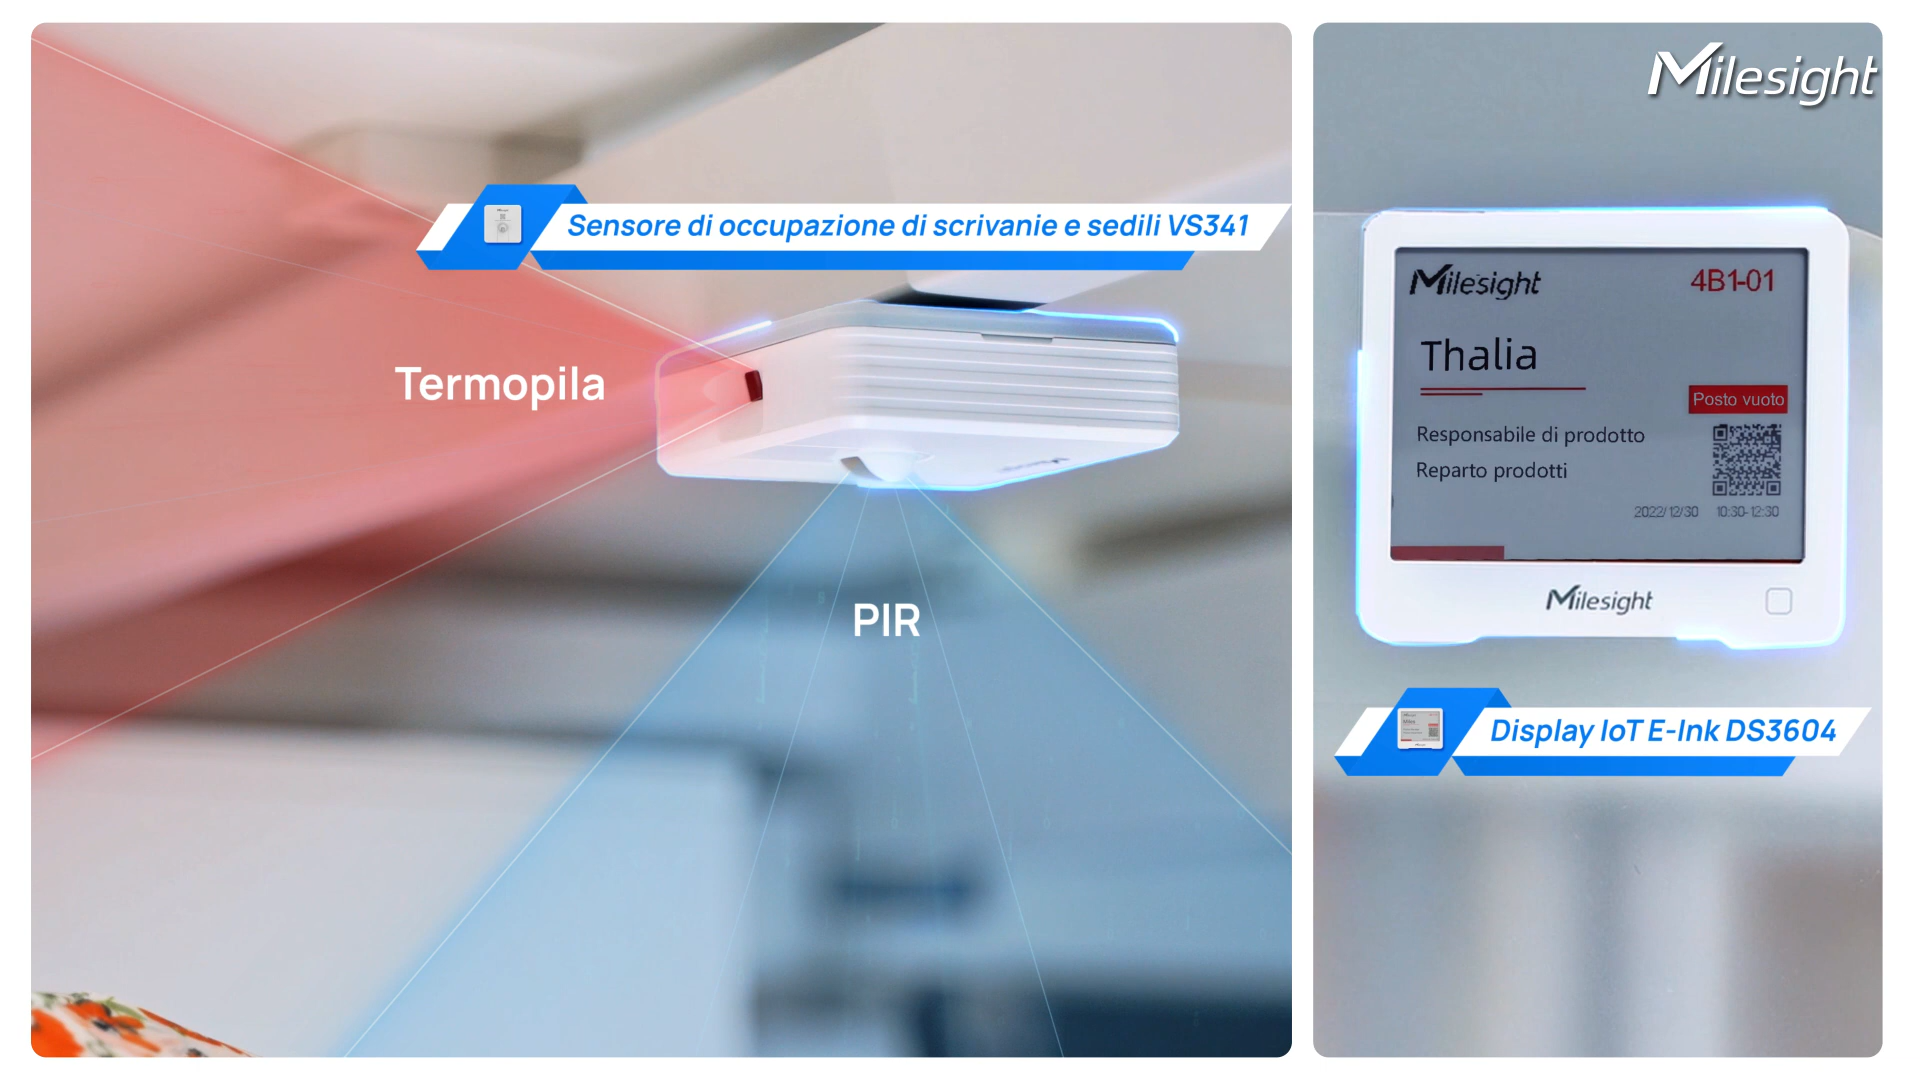 Sensore di occupazione di scrivanie e sedili VS341
Termopila
PIR
Milesight
Milesight
4B1-01
Thalia
Posto vuoto
Responsabile di prodotto
Reparto prodotti
2022/12/30 10:30-12:30
Milesight
Display IoT E-Ink DS3604